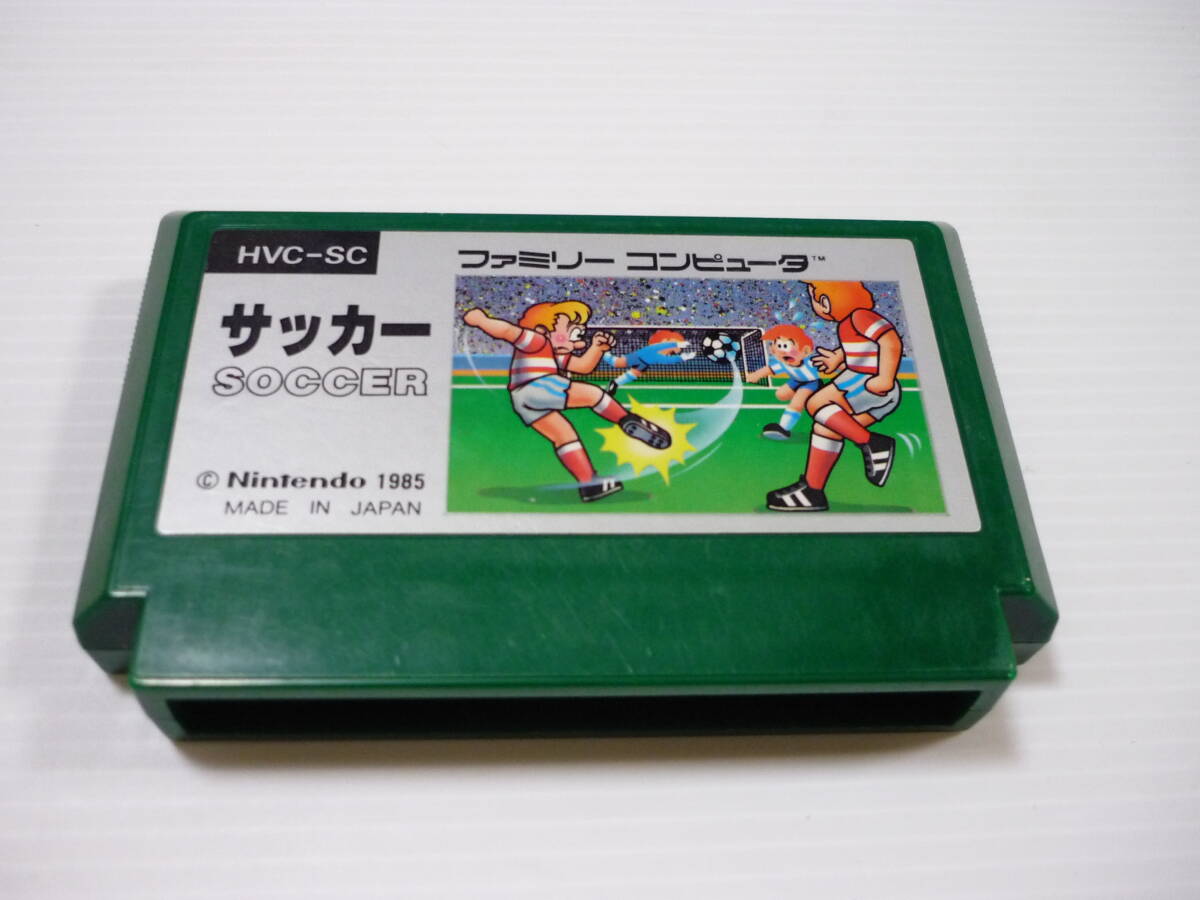 HVC-SC
サッカー
SOCCER
© Nintendo 1985
MADE IN JAPAN
ファミリー コンピュータ™